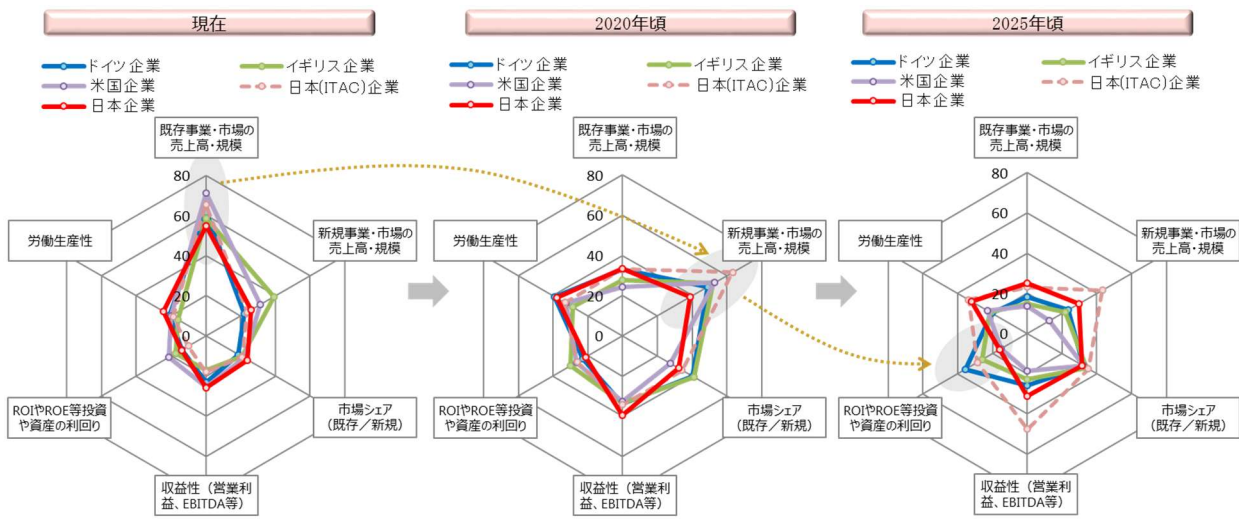 現在
ドイツ企業
イギリス企業
米国企業
日本(ITAC)企業
日本企業
既存事業・市場の
売上高・規模
80
60
40
20
0
労働生産性
新規事業・市場の
売上高・規模
ROIやROE等投資
や資産の利回り
市場シェア
(既存/新規)
収益性（営業利
益、EBITDA等）
2020年頃
ドイツ企業
イギリス企業
米国企業
日本(ITAC)企業
日本企業
既存事業・市場の
売上高・規模
80
60
40
20
0
労働生産性
新規事業・市場の
売上高・規模
ROIやROE等投資
や資産の利回り
市場シェア
(既存/新規)
収益性（営業利
益、EBITDA等）
2025年頃
ドイツ企業
イギリス企業
米国企業
日本(ITAC)企業
日本企業
既存事業・市場の
売上高・規模
80
60
40
20
0
労働生産性
新規事業・市場の
売上高・規模
ROIやROE等投資
や資産の利回り
市場シェア
(既存/新規)
収益性（営業利
益、EBITDA等）